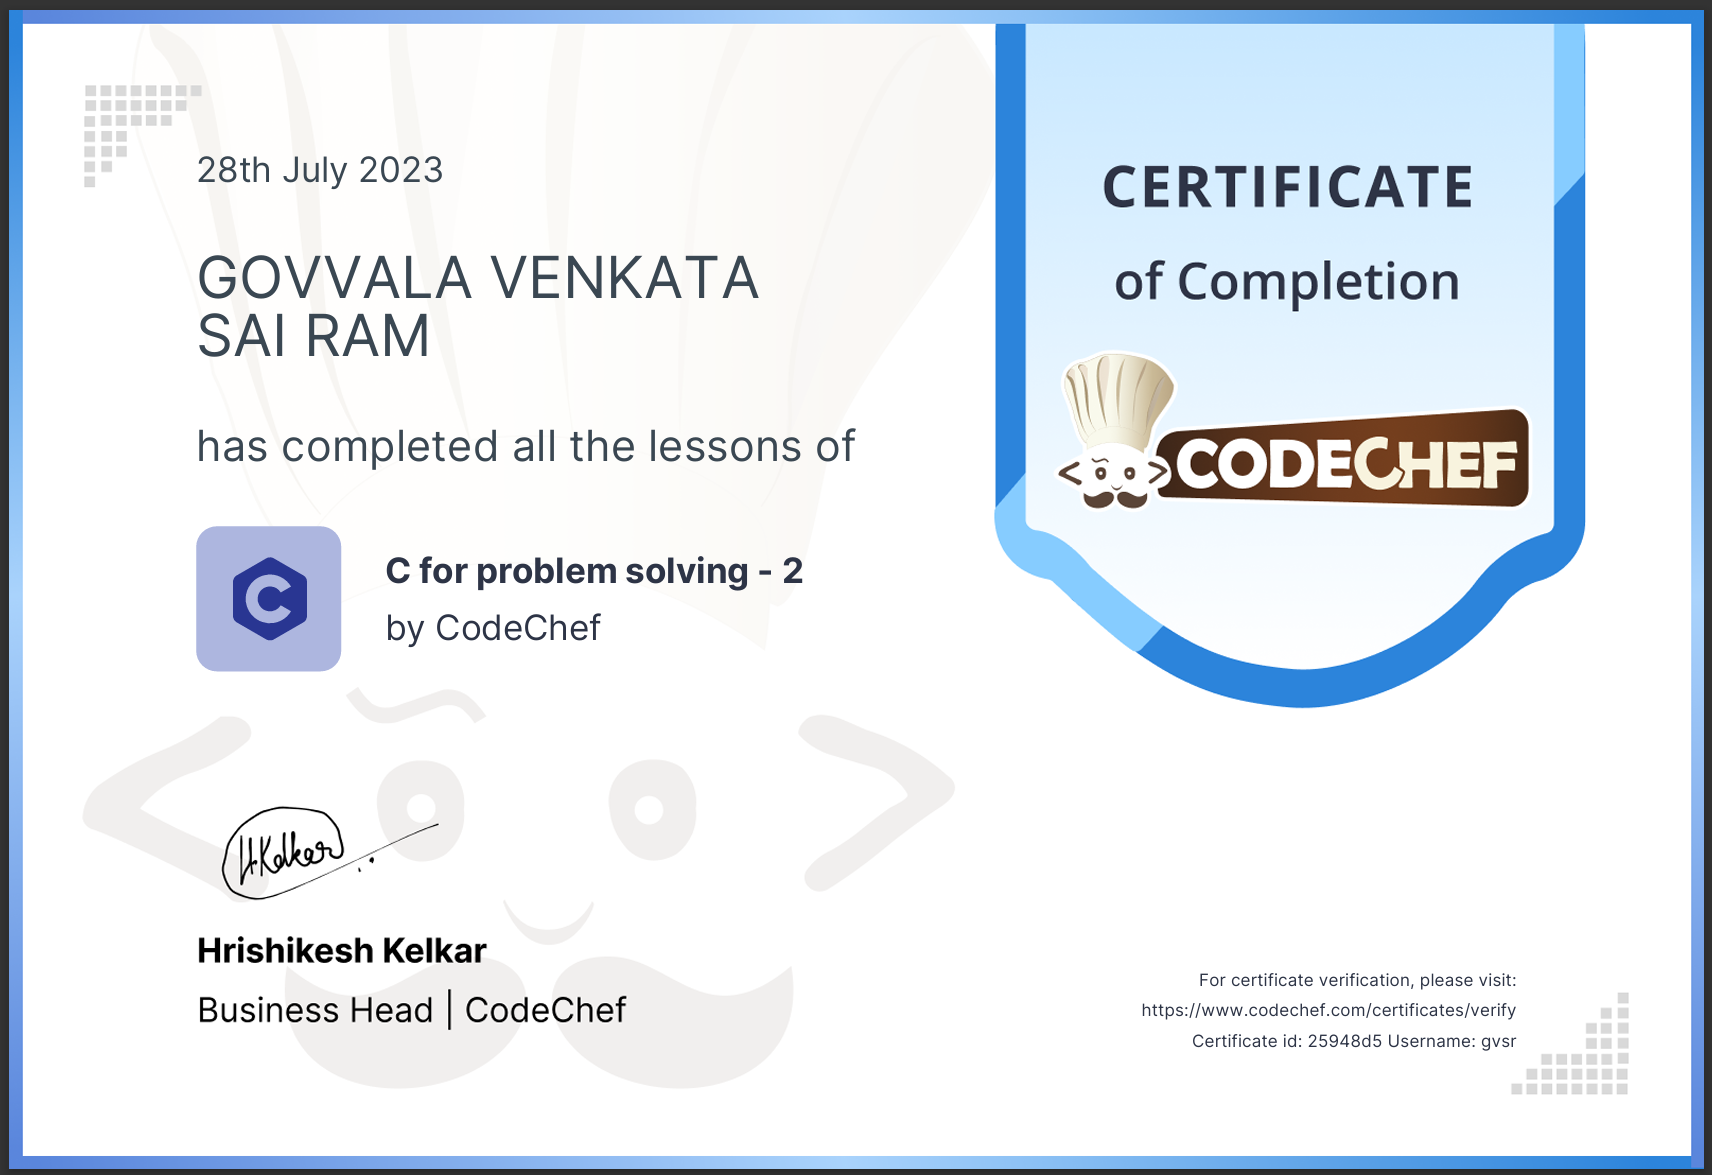 28th July 2023
GOVVALA VENKATA
SAI RAM
has completed all the lessons of
C for problem solving - 2
by CodeChef
H.Kelkar
Hrishikesh Kelkar
Business Head | CodeChef
CERTIFICATE
of Completion
CODECHEF
For certificate verification, please visit:
https://www.codechef.com/certificates/verify
Certificate id: 25948d5 Username: gvsr